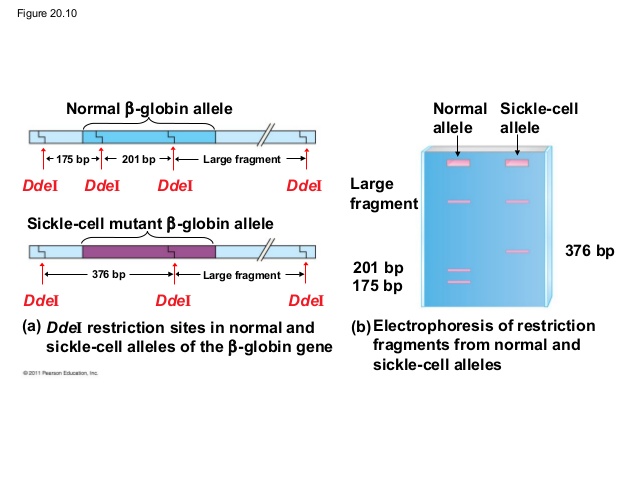 Figure 20.10
Normal β-globin allele
175 bp
201 bp
Large fragment
DdeI
DdeI
DdeI
DdeI
Sickle-cell mutant β-globin allele
376 bp
Large fragment
DdeI
DdeI
DdeI
(a) DdeI restriction sites in normal and
sickle-cell alleles of the β-globin gene
© 2011 Pearson Education, Inc.
Normal
allele
Sickle-cell
allele
Large
fragment
376 bp
201 bp
175 bp
(b) Electrophoresis of restriction
fragments from normal and
sickle-cell alleles